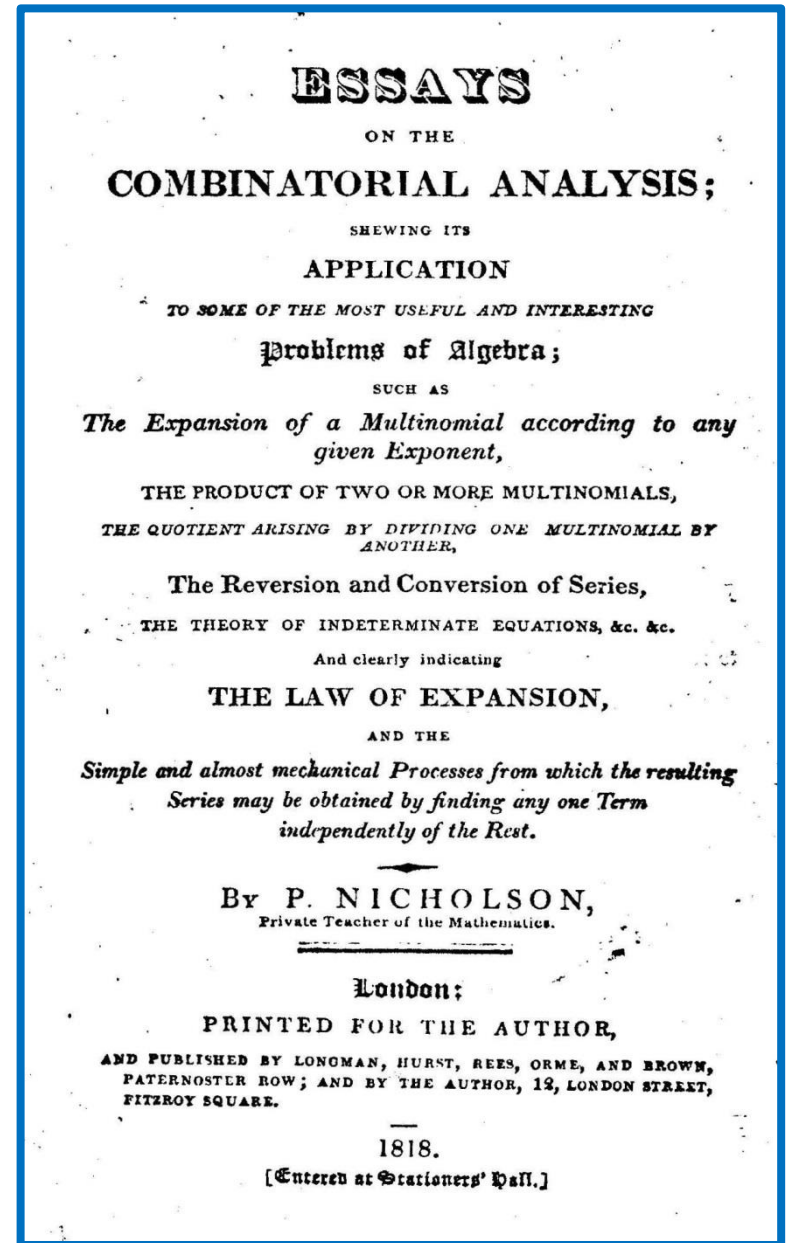 ESSAYS
ON THE
COMBINATORIAL ANALYSIS;
SHEWING ITS
APPLICATION
TO SOME OF THE MOST USEFUL AND INTERESTING
Problems of Algebra;
SUCH AS
The Expansion of a Multinomial according to any
given Exponent,
THE PRODUCT OF TWO OR MORE MULTINOMIALS,
THE QUOTIENT ARISING BY DIVIDING ONE MULTINOMIAL BY
ANOTHER,
The Reversion and Conversion of Series,
THE THEORY OF INDETERMINATE EQUATIONS, &c. &c.
And clearly indicating
THE LAW OF EXPANSION,
AND THE
Simple and almost mechanical Processes from which the resulting
Series may be obtained by finding any one Term
independently of the Rest.
BY P. NICHOLSON,
Private Teacher of the Mathematics.
London:
PRINTED FOR THE AUTHOR,
AND PUBLISHED BY LONGMAN, HURST, REES, ORME, AND BROWN,
PATERNOSTER ROW; AND BY THE AUTHOR, 12, LONDON STREET,
FITZROY SQUARE.
1818.
[Entered at Stationers' Hall.]